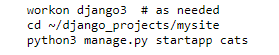 workon django3  # as needed
cd ~/django_projects/mysite
python3 manage.py startapp cats